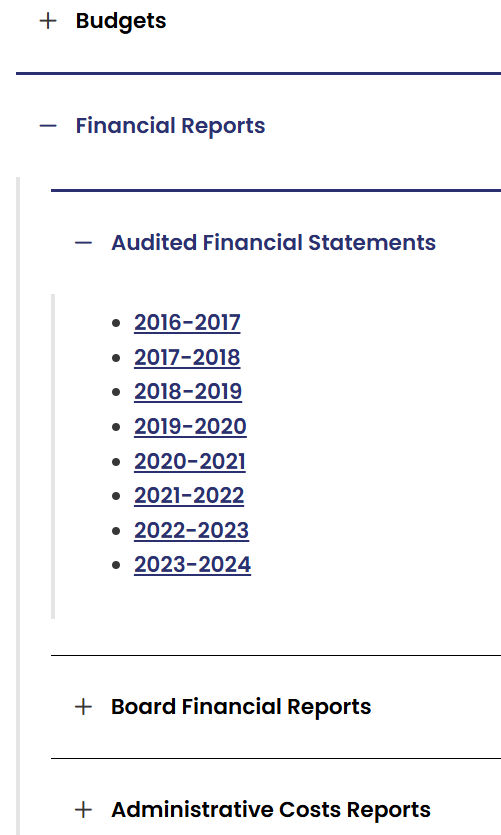 Budgets
Financial Reports
Audited Financial Statements
2016-2017
2017-2018
2018-2019
2019-2020
2020-2021
2021-2022
2022-2023
2023-2024
Board Financial Reports
Administrative Costs Reports